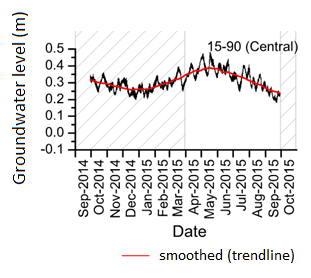 Groundwater level (m)
15-90 (Central)
0.5
0.4
0.3
0.2
0.1
0.0
-0.1
Sep-2014
Oct-2014
Nov-2014
Dec-2014
Jan-2015
Feb-2015
Mar-2015
Apr-2015
May-2015
Jun-2015
Jul-2015
Aug-2015
Sep-2015
Oct-2015
Date
smoothed (trendline)